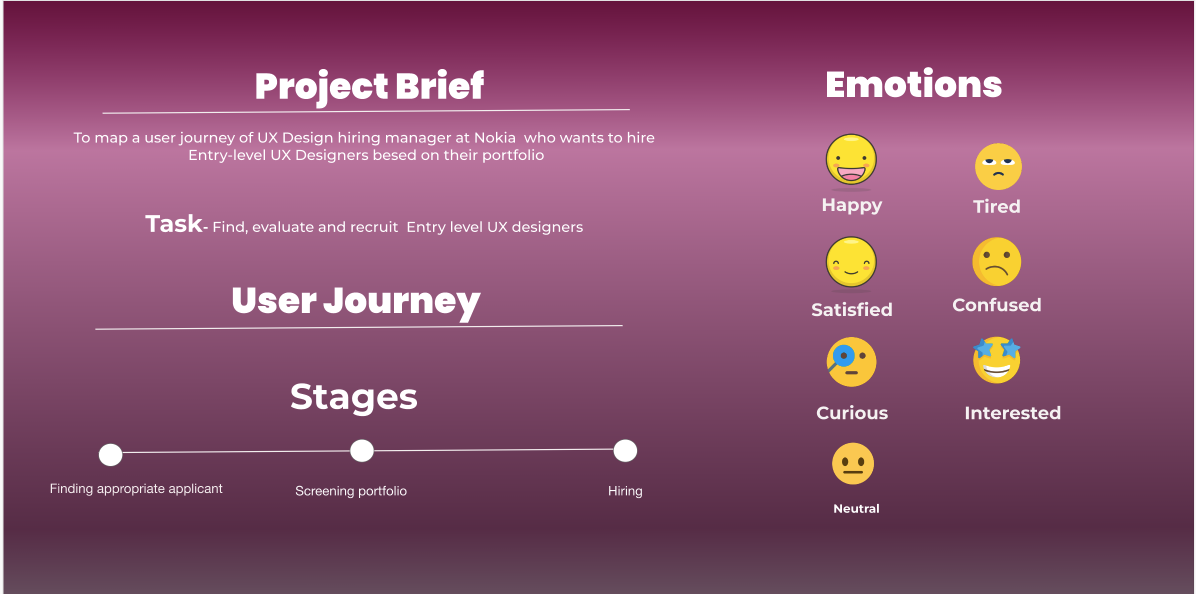 Project Brief
To map a user journey of UX Design hiring manager at Nokia who wants to hire
Entry-level UX Designers besed on their portfolio
Task- Find, evaluate and recruit Entry level UX designers
User Journey
Stages
Finding appropriate applicant
Screening portfolio
Hiring
Emotions
Happy
Tired
Satisfied
Confused
Curious
Interested
Neutral